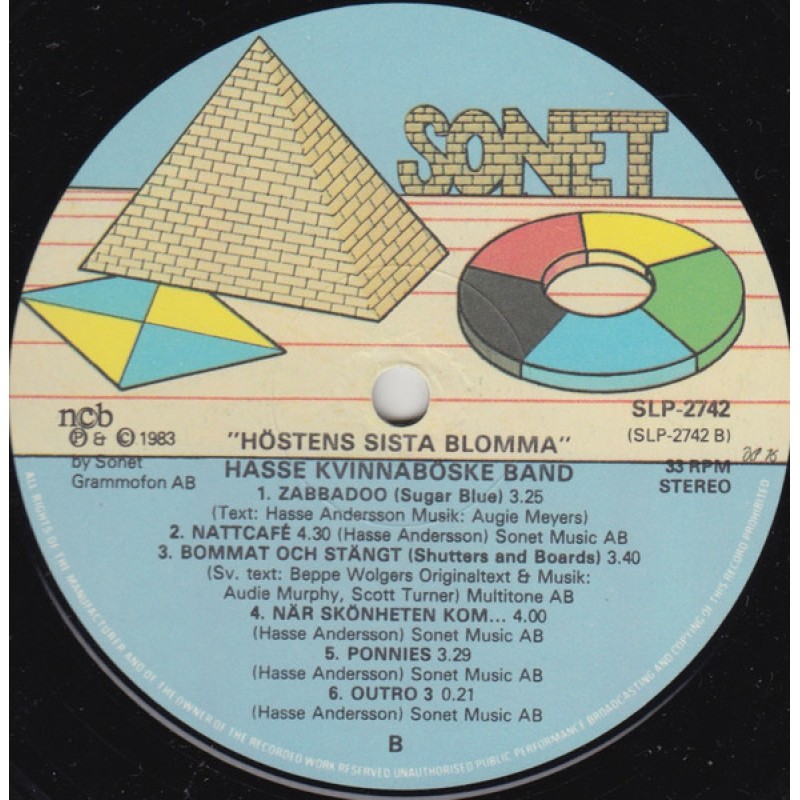 SONET
ncb
Ⓟ & © 1983
by Sonet
Grammofon AB
SLP-2742
(SLP-2742 B)
33 RPM
STEREO
"HÖSTENS SISTA BLOMMA"
HASSE KVINNABÖSKE BAND
1. ZABBADOO (Sugar Blue) 3.25
(Text: Hasse Andersson Musik: Augie Meyers)
2. NATTCAFÉ 4.30 (Hasse Andersson) Sonet Music AB
3. BOMMAT OCH STÄNGT (Shutters and Boards) 3.40
(Sv. text: Beppe Wolgers Originaltext & Musik:
Audie Murphy, Scott Turner) Multitone AB
4. NÄR SKÖNHETEN KOM... 4.00
(Hasse Andersson) Sonet Music AB
5. PONNIES 3.29
(Hasse Andersson) Sonet Music AB
6. OUTRO 3 0.21
(Hasse Andersson) Sonet Music AB
B
ALL RIGHTS OF THE MANUFACTURER AND OF THE OWNER OF THE RECORDED WORK RESERVED UNAUTHORISED PUBLIC PERFORMANCE BROADCASTING AND COPYING OF THIS RECORD PROHIBITED